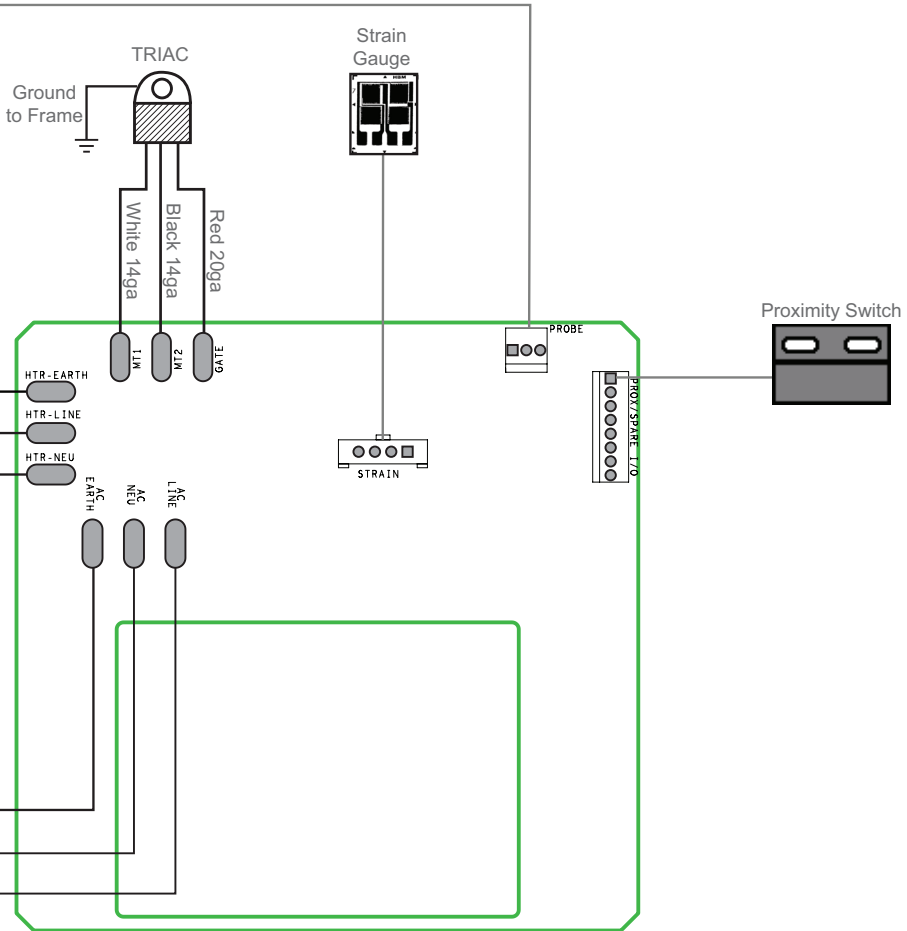 Strain
Gauge
TRIAC
Ground
to Frame
White 14ga
Black 14ga
Red 20ga
Proximity Switch
PROBE
MT1
MT2
GATE
HTR-EARTH
HTR-LINE
HTR-NEU
PROX/SPARE I/O
STRAIN
AC
EARTH
AC
NEU
AC
LINE
HBM